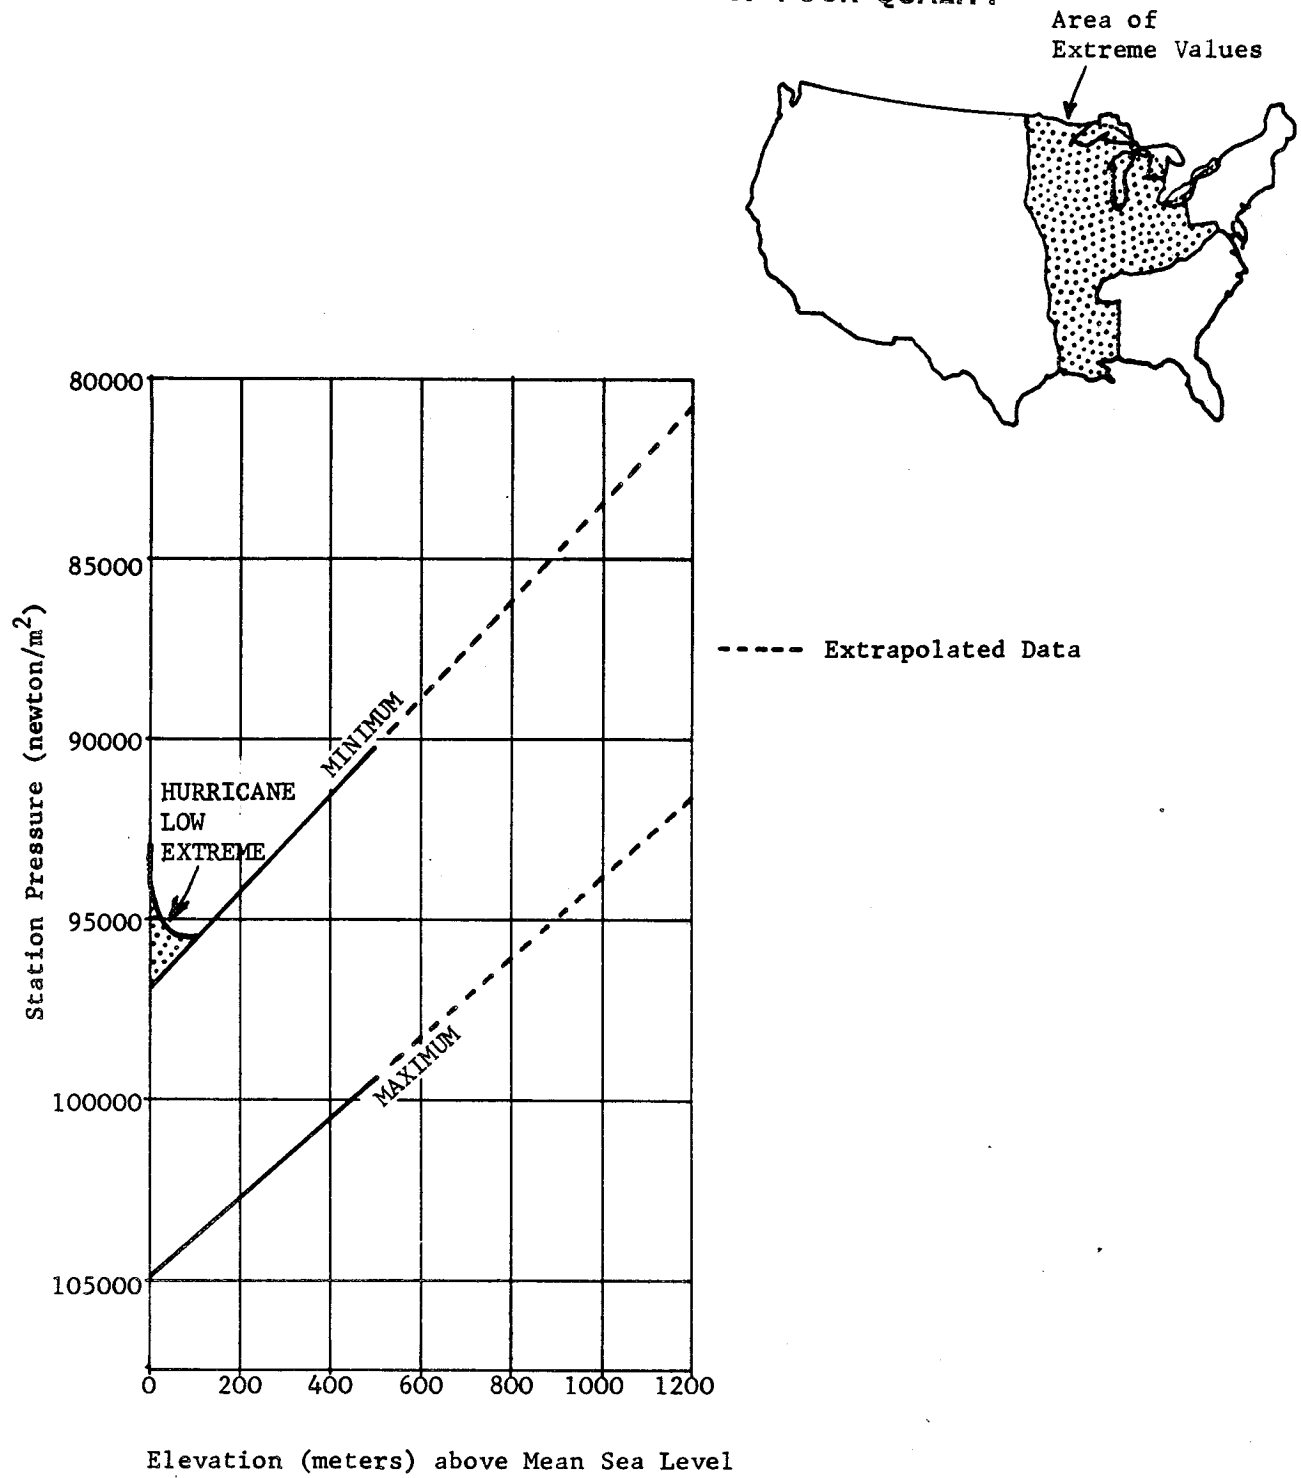 Area of
Extreme Values
80000
85000
90000
95000
100000
105000
Station Pressure (newton/m²)
MINIMUM
HURRICANE
LOW
EXTREME
MAXIMUM
----- Extrapolated Data
0 200 400 600 800 1000 1200
Elevation (meters) above Mean Sea Level